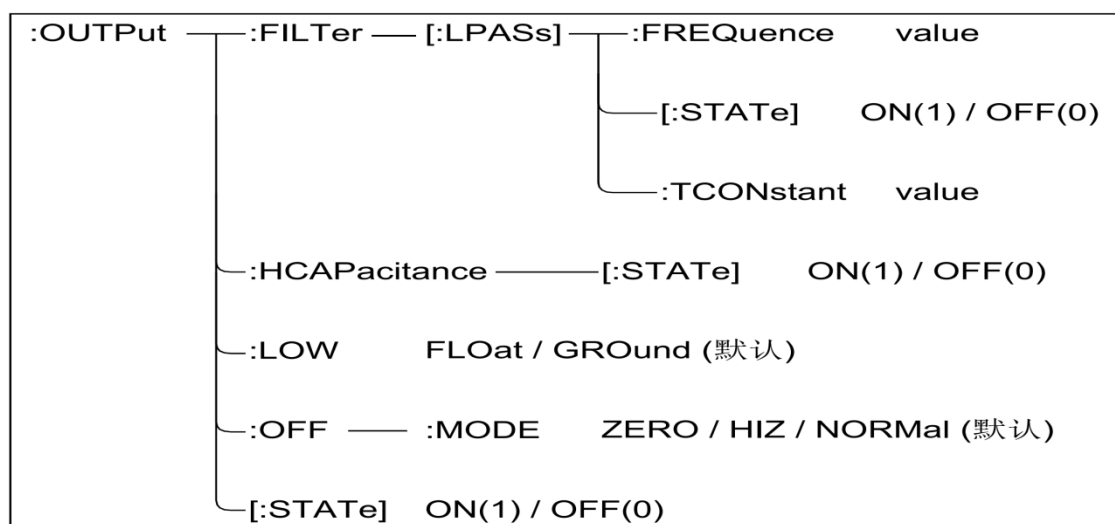 :OUTPut :FILTer [:LPASs] :FREQuence value
[:STATe] ON(1) / OFF(0)
:TCONstant value
:HCAPacitance [:STATe] ON(1) / OFF(0)
:LOW FLOat / GROund (默认)
:OFF :MODE ZERO / HIZ / NORMal (默认)
[:STATe] ON(1) / OFF(0)